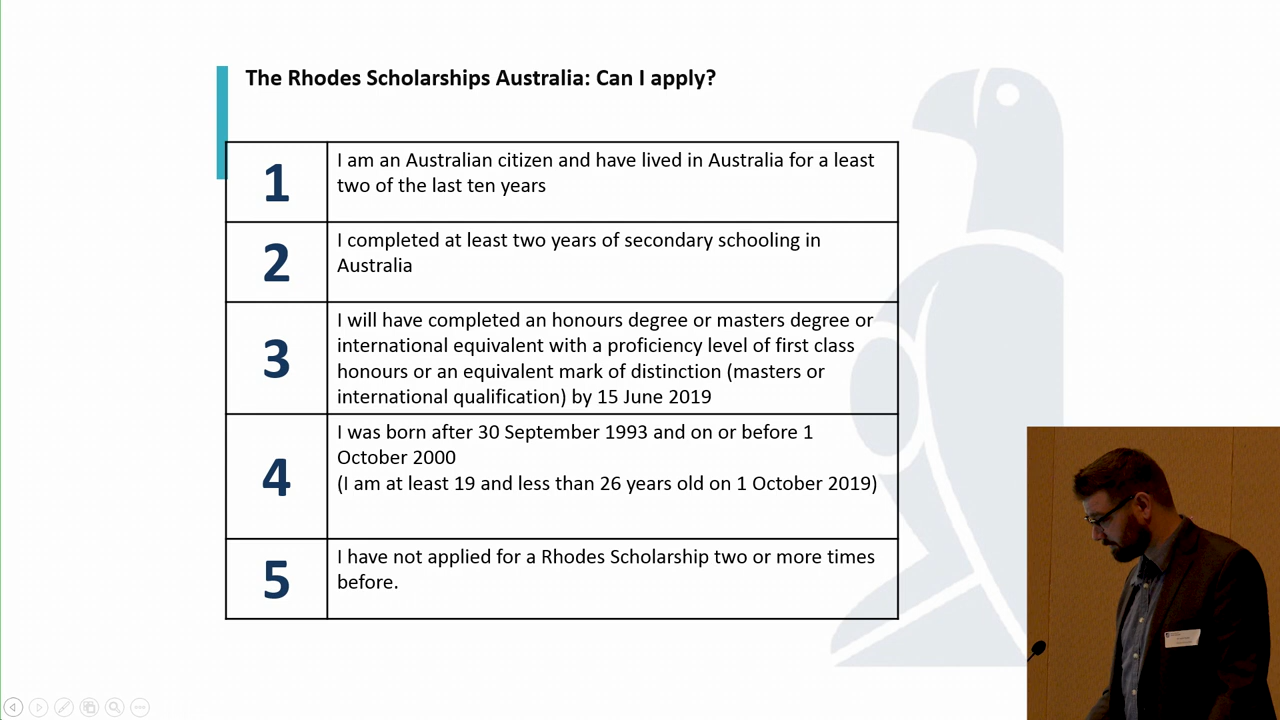 The Rhodes Scholarships Australia: Can I apply?
1
I am an Australian citizen and have lived in Australia for a least
two of the last ten years
2
I completed at least two years of secondary schooling in
Australia
3
I will have completed an honours degree or masters degree or
international equivalent with a proficiency level of first class
honours or an equivalent mark of distinction (masters or
international qualification) by 15 June 2019
4
I was born after 30 September 1993 and on or before 1
October 2000
(I am at least 19 and less than 26 years old on 1 October 2019)
5
I have not applied for a Rhodes Scholarship two or more times
before.